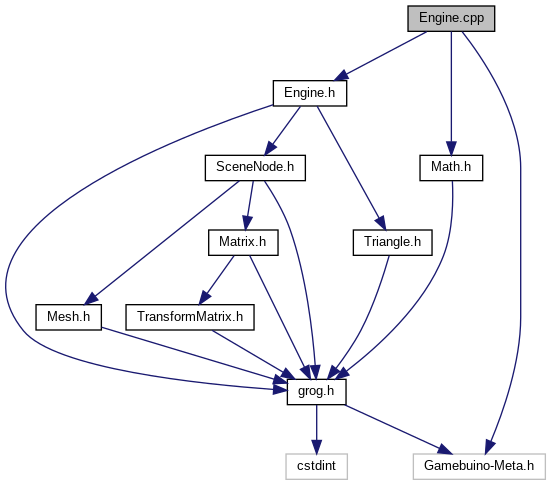 Engine.cpp
Engine.h
SceneNode.h
Math.h
Matrix.h
Triangle.h
Mesh.h
TransformMatrix.h
grog.h
cstdint
Gamebuino-Meta.h